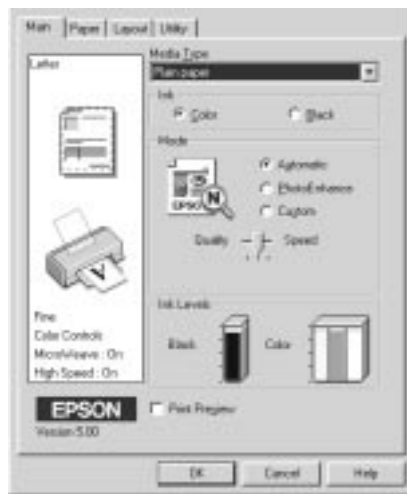 Main Paper Layout Utility
Letter
Media Type
Plain paper
Ink
Color Black
Mode
Automatic
PhotoEnhance
Custom
EPSON
N
Quality Speed
V
Fine
Color Controls
MicroWeave : On
High Speed : On
Ink Levels
Black Color
EPSON
Version 5.00
Print Preview
OK Cancel Help